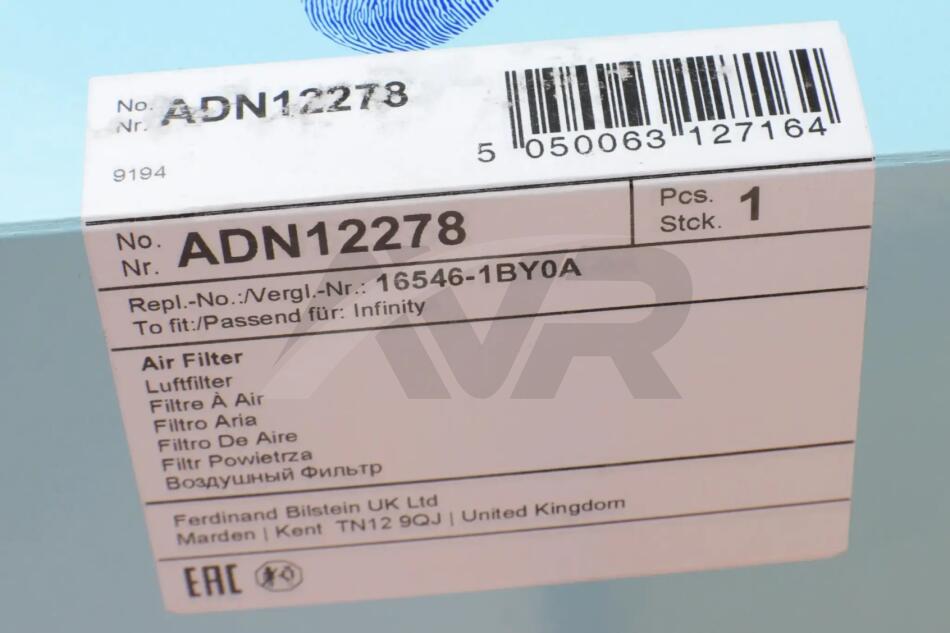 No. ADN12278
Nr.
9194
5 050063 127164
No. ADN12278
Nr.
Pcs. 1
Stck.
Repl.-No.:/Vergl.-Nr.: 16546-1BY0A
To fit:/Passend für: Infinity
Air Filter
Luftfilter
Filtre À Air
Filtro Aria
Filtro De Aire
Filtr Powietrza
Воздушный Фильтр
Ferdinand Bilstein UK Ltd
Marden | Kent TN12 9QJ | United Kingdom
EAC
AVR